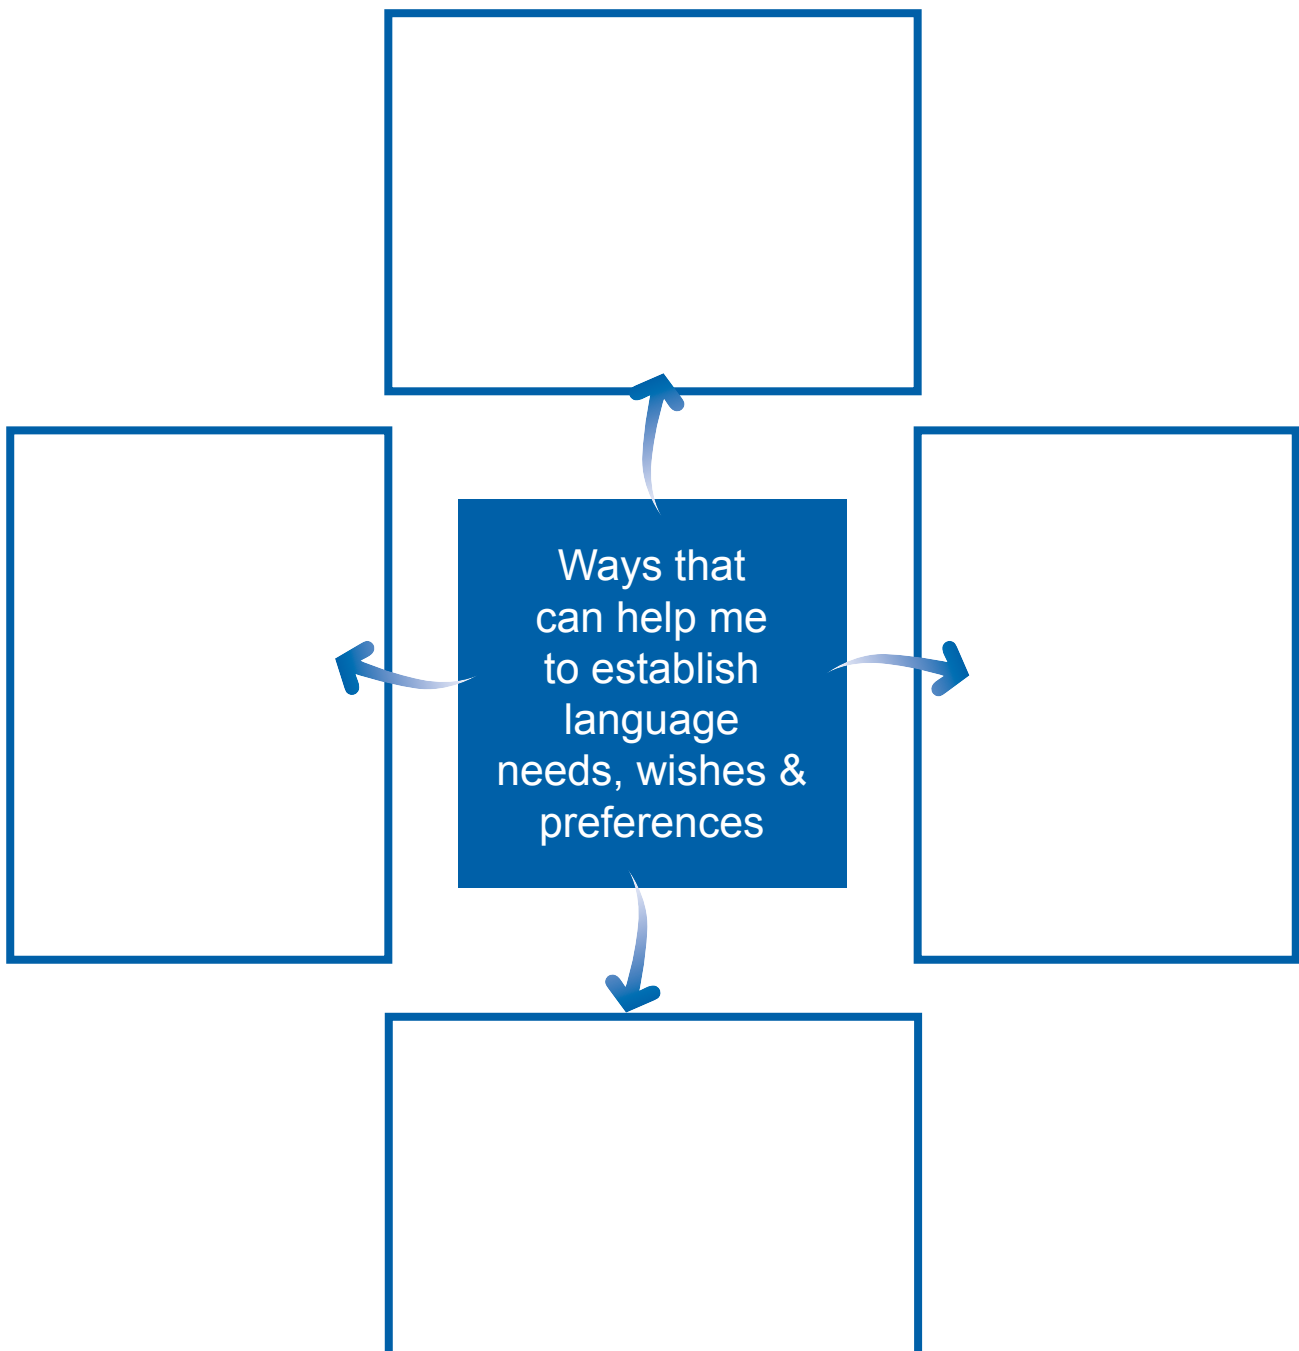 Ways that
can help me
to establish
language
needs, wishes &
preferences